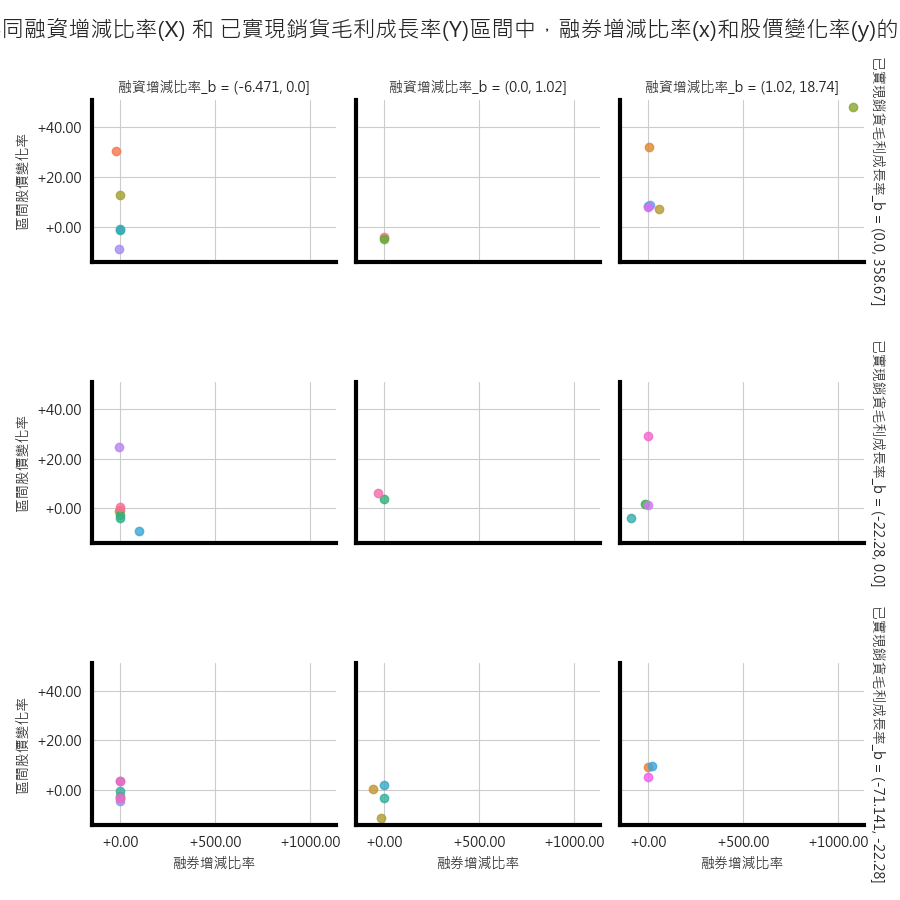 同融資增減比率(X) 和 已實現銷貨毛利成長率(Y)區間中，融券增減比率(x)和股價變化率(y)的
融資增減比率_b = (-6.471, 0.0]
融資增減比率_b = (0.0, 1.02]
融資增減比率_b = (1.02, 18.74]
已實現銷貨毛利成長率_b = (0.0, 358.67]
區間股價變化率
+40.00
+20.00
+0.00
已實現銷貨毛利成長率_b = (-22.28, 0.0]
區間股價變化率
+40.00
+20.00
+0.00
已實現銷貨毛利成長率_b = (-71.141, -22.28]
區間股價變化率
+40.00
+20.00
+0.00
+0.00 +500.00 +1000.00
+0.00 +500.00 +1000.00
+0.00 +500.00 +1000.00
融券增減比率
融券增減比率
融券增減比率